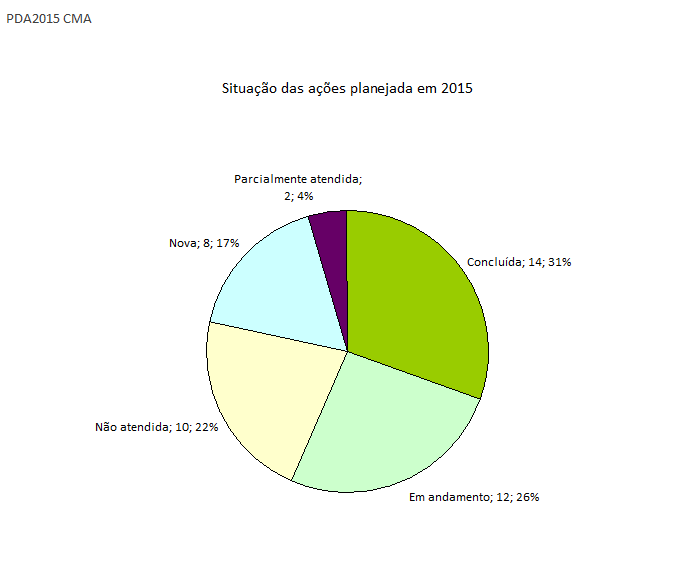 PDA2015 CMA
Situação das ações planejada em 2015
Parcialmente atendida;
2; 4%
Nova; 8; 17%
Concluída; 14; 31%
Não atendida; 10; 22%
Em andamento; 12; 26%